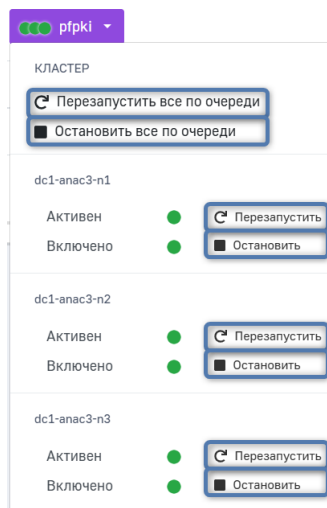 pfpki
КЛАСТЕР
Перезапустить все по очереди
Остановить все по очереди
dc1-anac3-n1
Активен
Перезапустить
Включено
Остановить
dc1-anac3-n2
Активен
Перезапустить
Включено
Остановить
dc1-anac3-n3
Активен
Перезапустить
Включено
Остановить